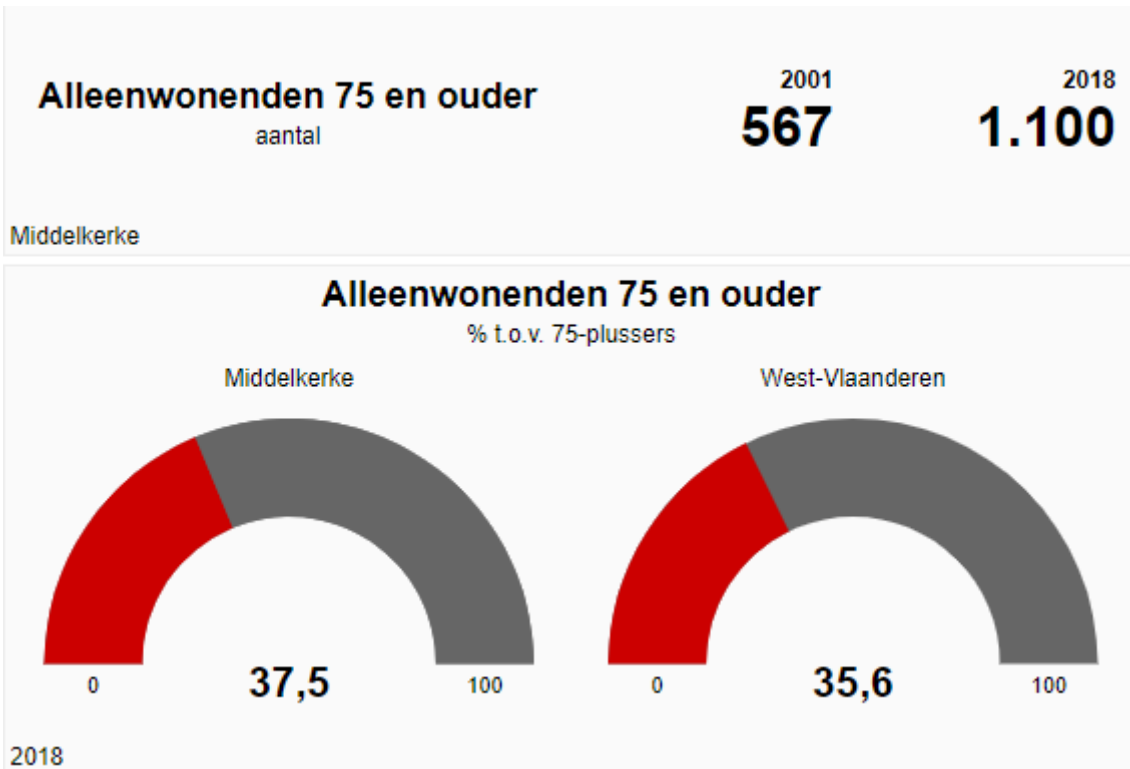 Alleenwonenden 75 en ouder
aantal
2001
567
2018
1.100
Middelkerke
Alleenwonenden 75 en ouder
% t.o.v. 75-plussers
Middelkerke
0
37,5
100
West-Vlaanderen
0
35,6
100
2018